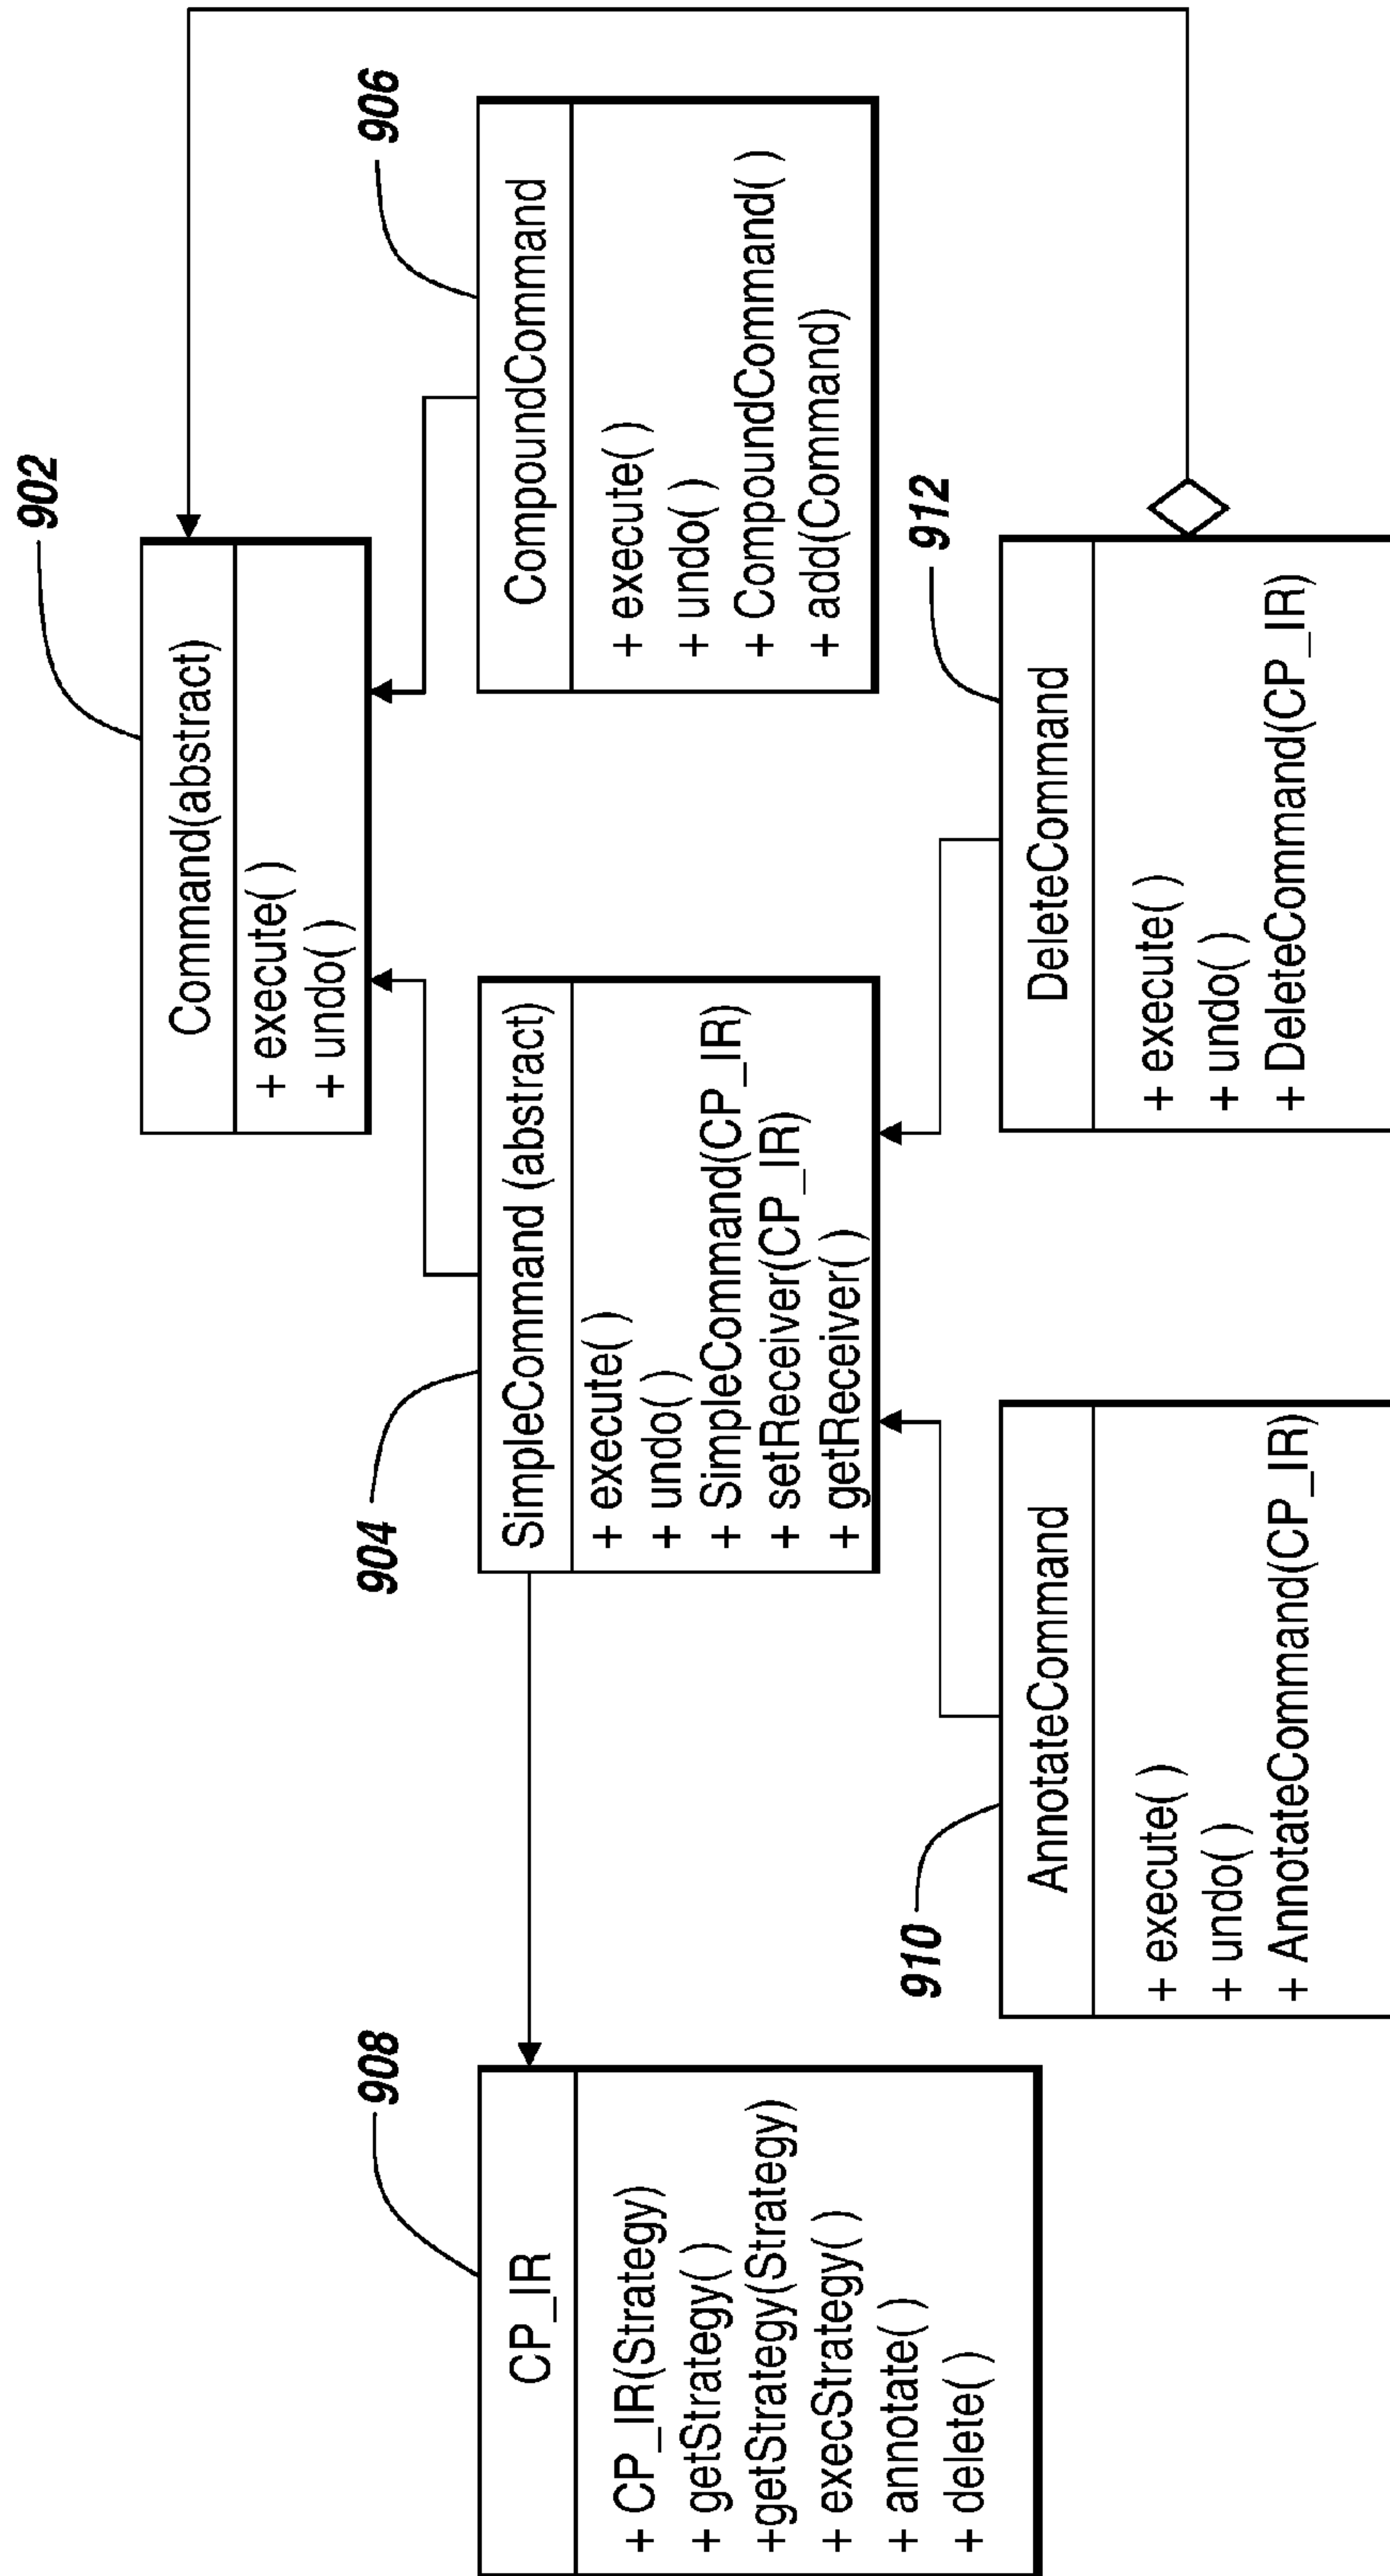 902
Command(abstract)
+ execute( )
+ undo( )
904
SimpleCommand (abstract)
+ execute( )
+ undo( )
+ SimpleCommand(CP_IR)
+ setReceiver(CP_IR)
+ getReceiver( )
906
CompoundCommand
+ execute( )
+ undo( )
+ CompoundCommand( )
+ add(Command)
908
CP_IR
+ CP_IR(Strategy)
+ getStrategy( )
+getStrategy(Strategy)
+ execStrategy( )
+ annotate( )
+ delete( )
910
AnnotateCommand
+ execute( )
+ undo( )
+ AnnotateCommand(CP_IR)
912
DeleteCommand
+ execute( )
+ undo( )
+ DeleteCommand(CP_IR)